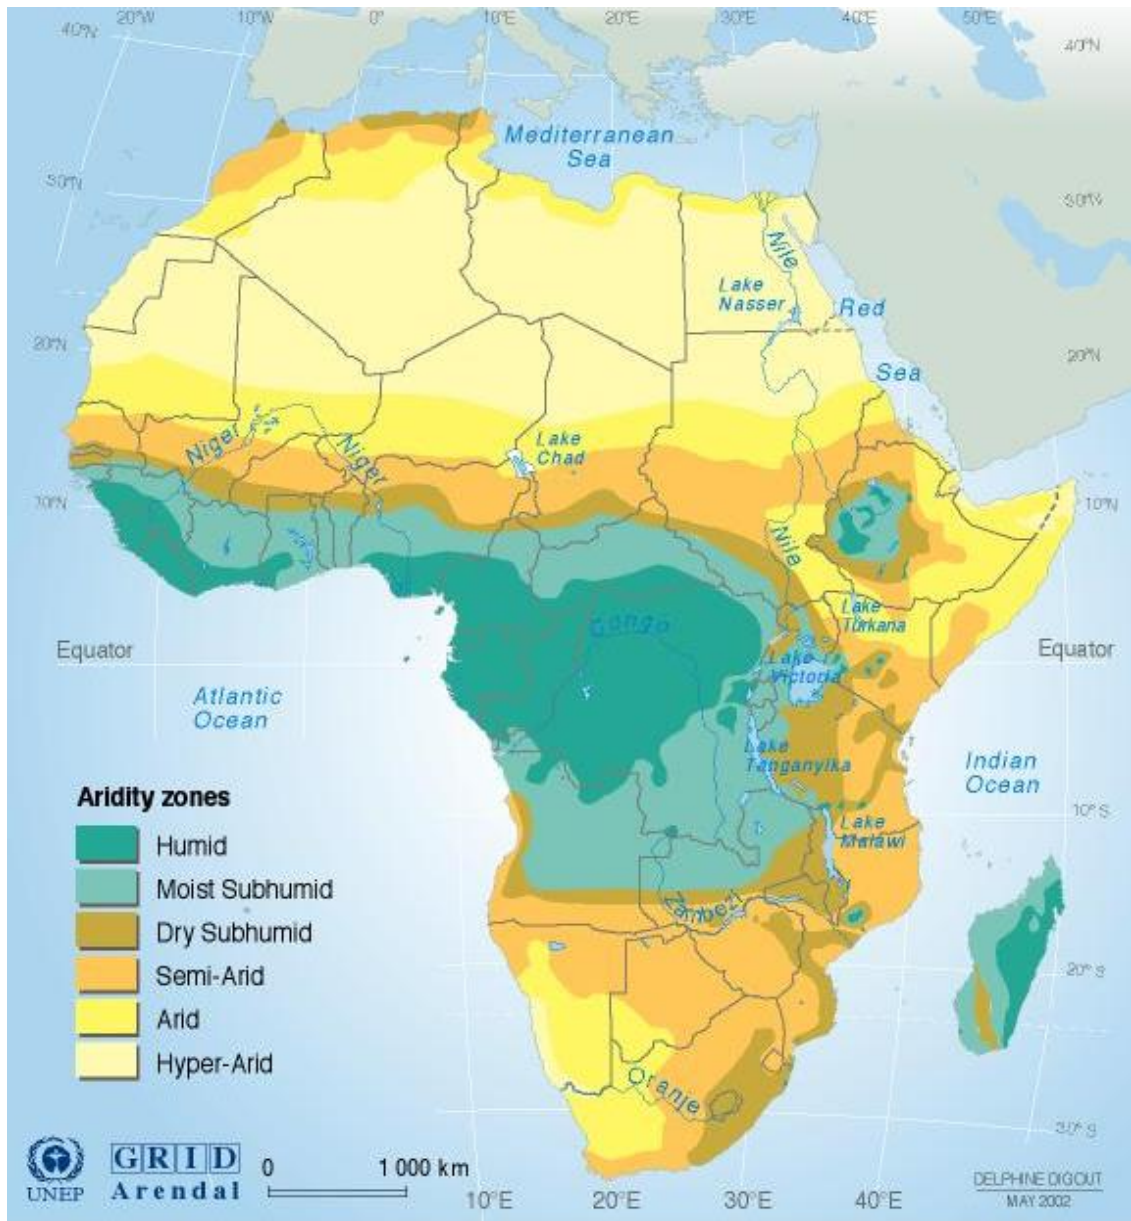 20°W
10°W
0°
10°E
20°E
30°E
40°E
50°E
40°N
40°N
Mediterranean
Sea
30°N
30°N
Nile
Lake
Nasser
Red
Sea
20°N
20°N
Niger
Niger
Lake
Chad
10°N
10°N
Nila
Congo
Lake
Turkana
Equator
Equator
Lake
Victoria
Atlantic
Ocean
Lake
Tanganyika
Indian
Ocean
Aridity zones
Humid
Moist Subhumid
Dry Subhumid
Semi-Arid
Arid
Hyper-Arid
10° S
Lake
Malawi
Zambezi
20° S
Oranje
30° S
UNEP
GRID
Arendal
0
1 000 km
10°E
20°E
30°E
40°E
DELPHINE DIGOUT
MAY 2002